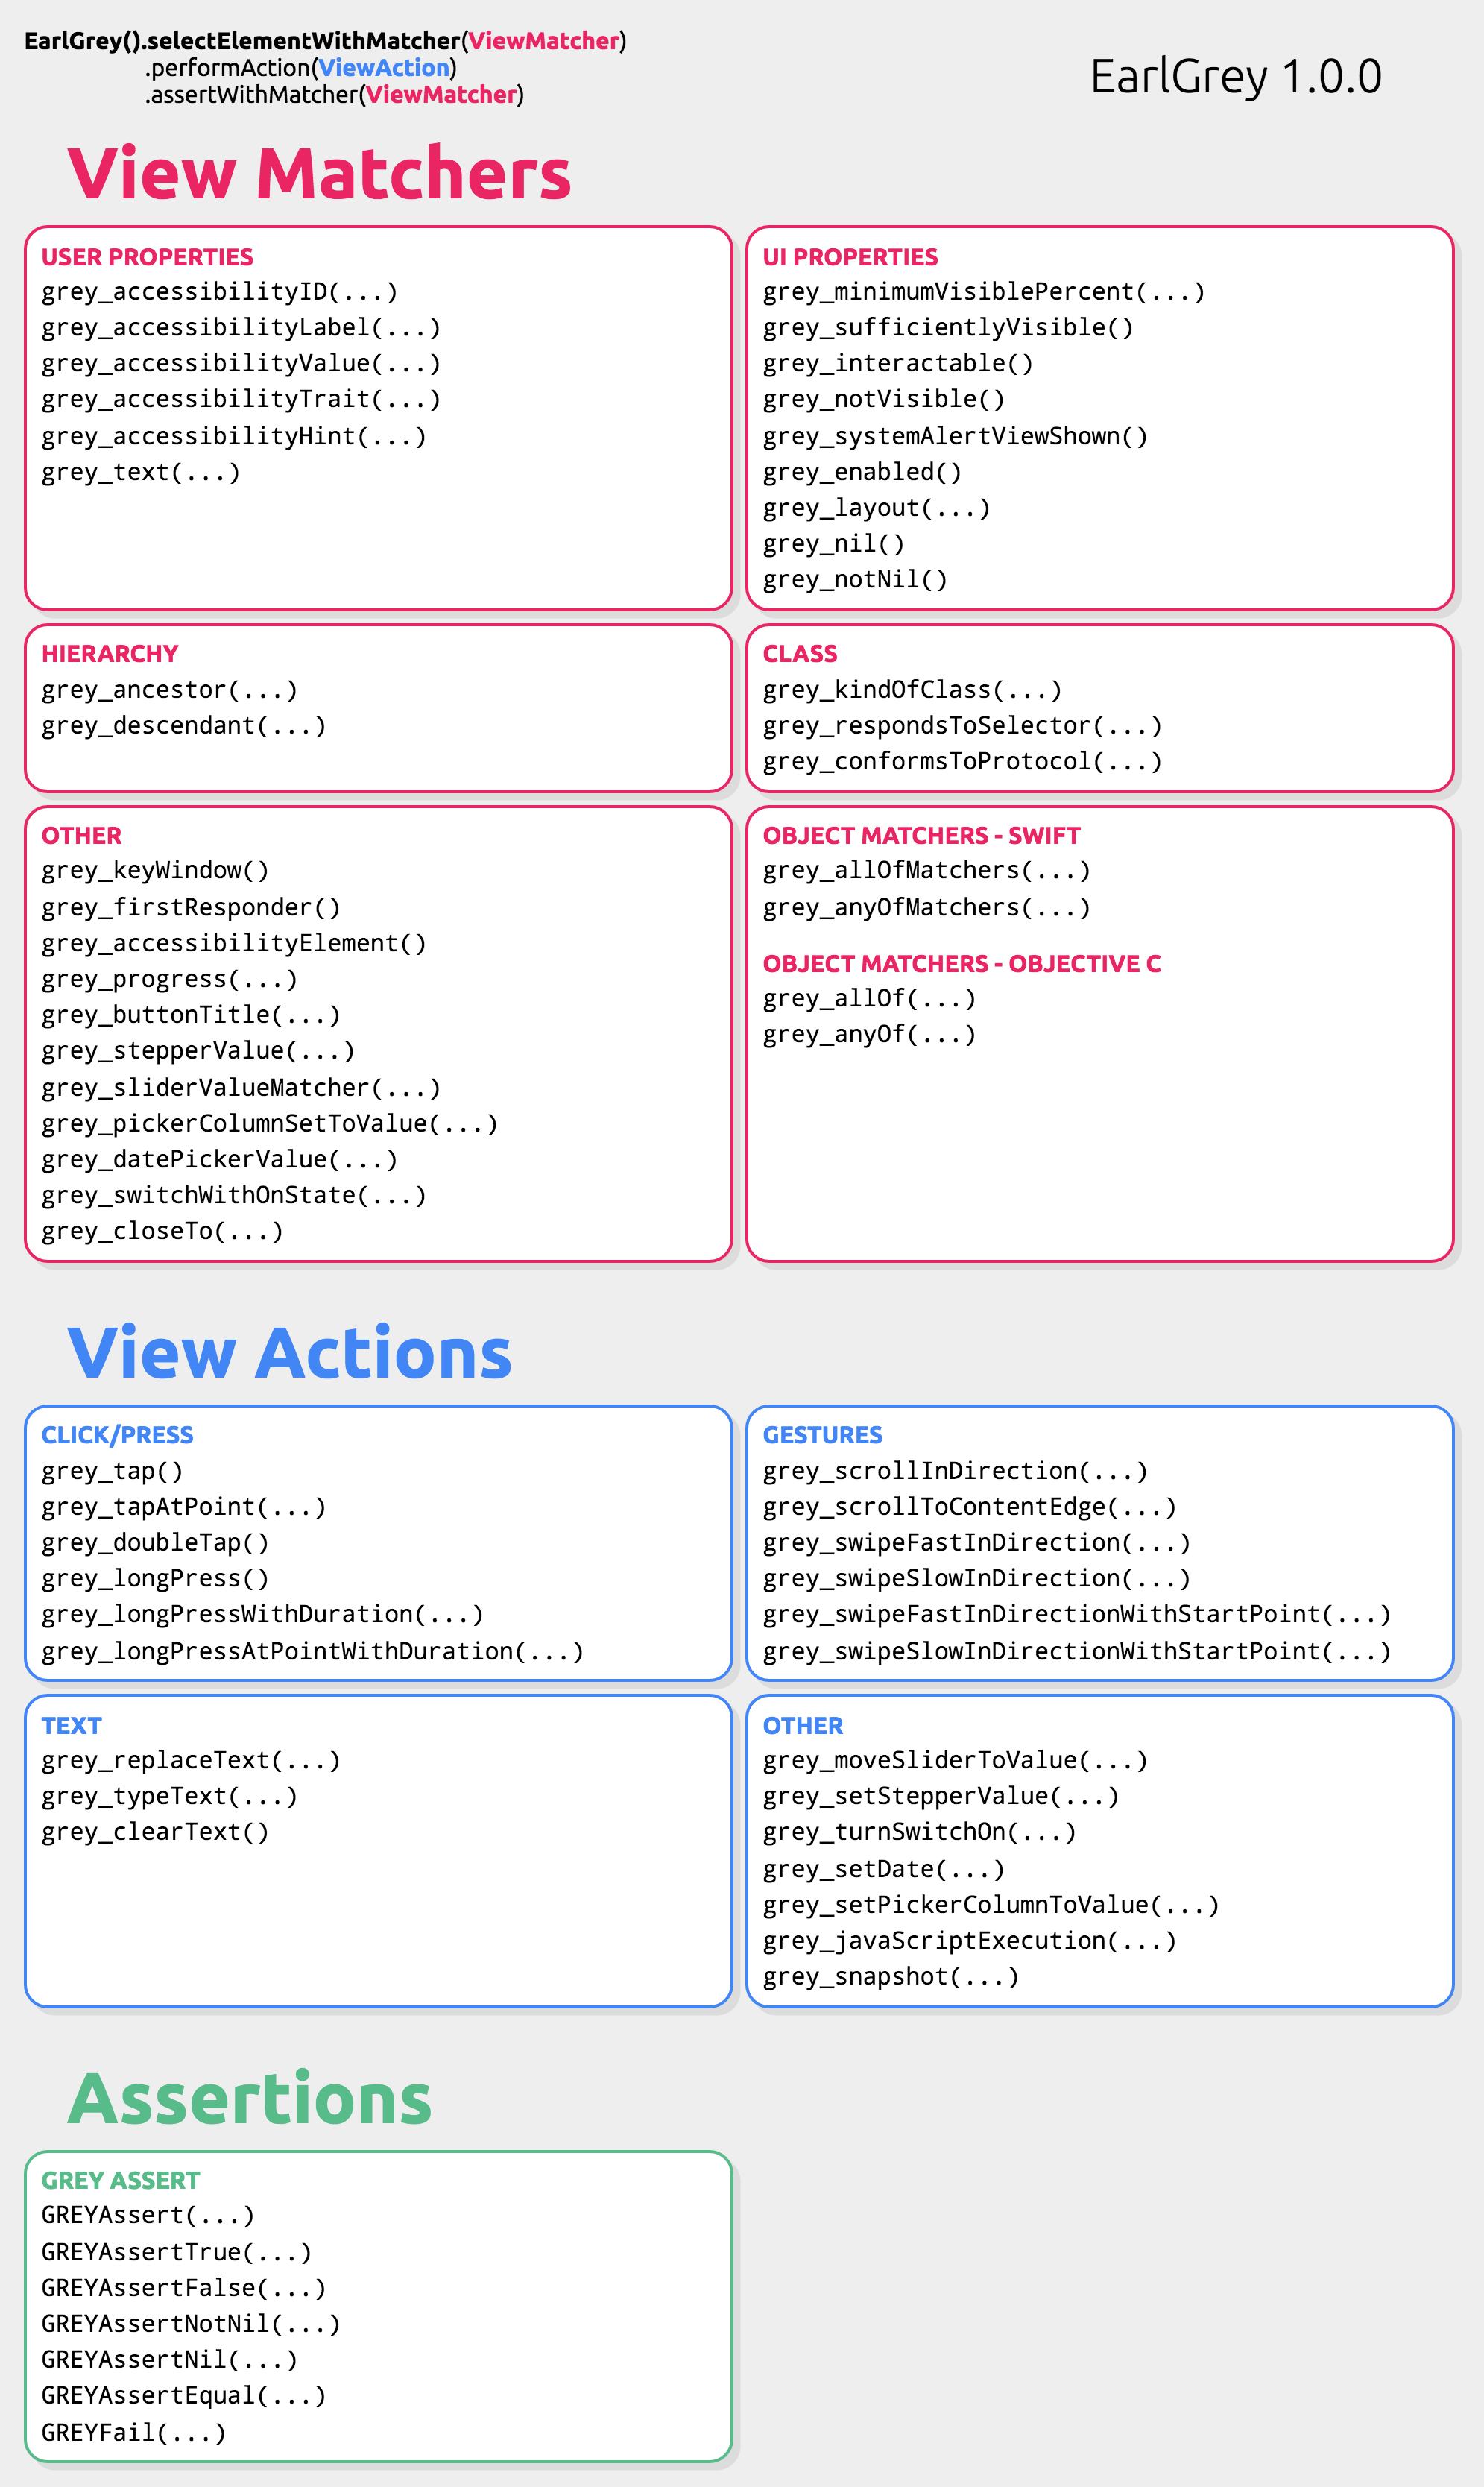 EarlGrey().selectElementWithMatcher(ViewMatcher)
.performAction(ViewAction)
.assertWithMatcher(ViewMatcher)
EarlGrey 1.0.0
View Matchers
USER PROPERTIES
grey_accessibilityID(...)
grey_accessibilityLabel(...)
grey_accessibilityValue(...)
grey_accessibilityTrait(...)
grey_accessibilityHint(...)
grey_text(...)
UI PROPERTIES
grey_minimumVisiblePercent(...)
grey_sufficientlyVisible()
grey_interactable()
grey_notVisible()
grey_systemAlertViewShown()
grey_enabled()
grey_layout(...)
grey_nil()
grey_notNil()
HIERARCHY
grey_ancestor(...)
grey_descendant(...)
CLASS
grey_kindOfClass(...)
grey_respondsToSelector(...)
grey_conformsToProtocol(...)
OTHER
grey_keyWindow()
grey_firstResponder()
grey_accessibilityElement()
grey_progress(...)
grey_buttonTitle(...)
grey_stepperValue(...)
grey_sliderValueMatcher(...)
grey_pickerColumnSetToValue(...)
grey_datePickerValue(...)
grey_switchWithOnState(...)
grey_closeTo(...)
OBJECT MATCHERS - SWIFT
grey_allOfMatchers(...)
grey_anyOfMatchers(...)
OBJECT MATCHERS - OBJECTIVE C
grey_allOf(...)
grey_anyOf(...)
View Actions
CLICK/PRESS
grey_tap()
grey_tapAtPoint(...)
grey_doubleTap()
grey_longPress()
grey_longPressWithDuration(...)
grey_longPressAtPointWithDuration(...)
GESTURES
grey_scrollInDirection(...)
grey_scrollToContentEdge(...)
grey_swipeFastInDirection(...)
grey_swipeSlowInDirection(...)
grey_swipeFastInDirectionWithStartPoint(...)
grey_swipeSlowInDirectionWithStartPoint(...)
TEXT
grey_replaceText(...)
grey_typeText(...)
grey_clearText()
OTHER
grey_moveSliderToValue(...)
grey_setStepperValue(...)
grey_turnSwitchOn(...)
grey_setDate(...)
grey_setPickerColumnToValue(...)
grey_javaScriptExecution(...)
grey_snapshot(...)
Assertions
GREY ASSERT
GREYAssert(...)
GREYAssertTrue(...)
GREYAssertFalse(...)
GREYAssertNotNil(...)
GREYAssertNil(...)
GREYAssertEqual(...)
GREYFail(...)